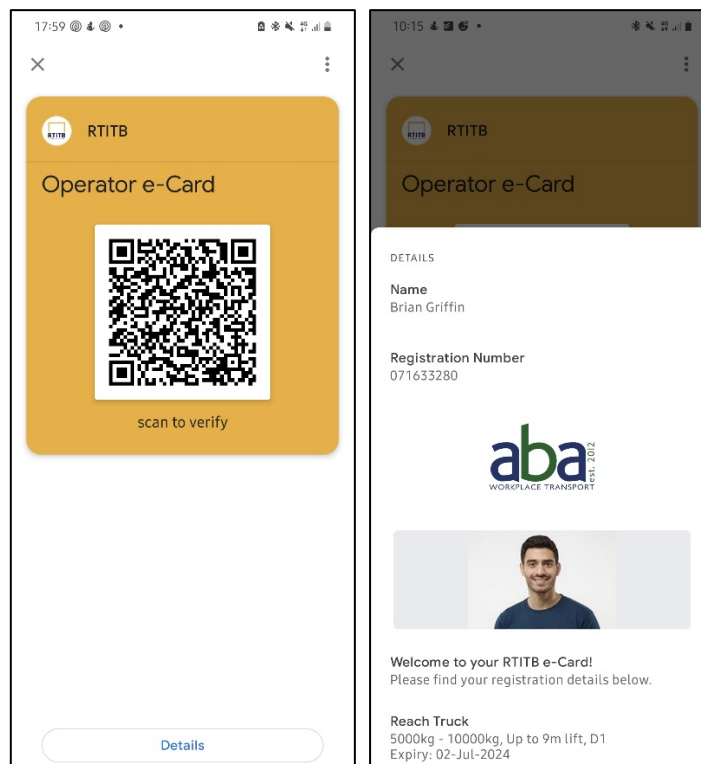 17:59
RTITB
RTITB
Operator e-Card
scan to verify
Details
10:15
RTITB
RTITB
Operator e-Card
DETAILS
Name
Brian Griffin
Registration Number
071633280
aba est. 2012
WORKPLACE TRANSPORT
Welcome to your RTITB e-Card!
Please find your registration details below.
Reach Truck
5000kg - 10000kg, Up to 9m lift, D1
Expiry: 02-Jul-2024